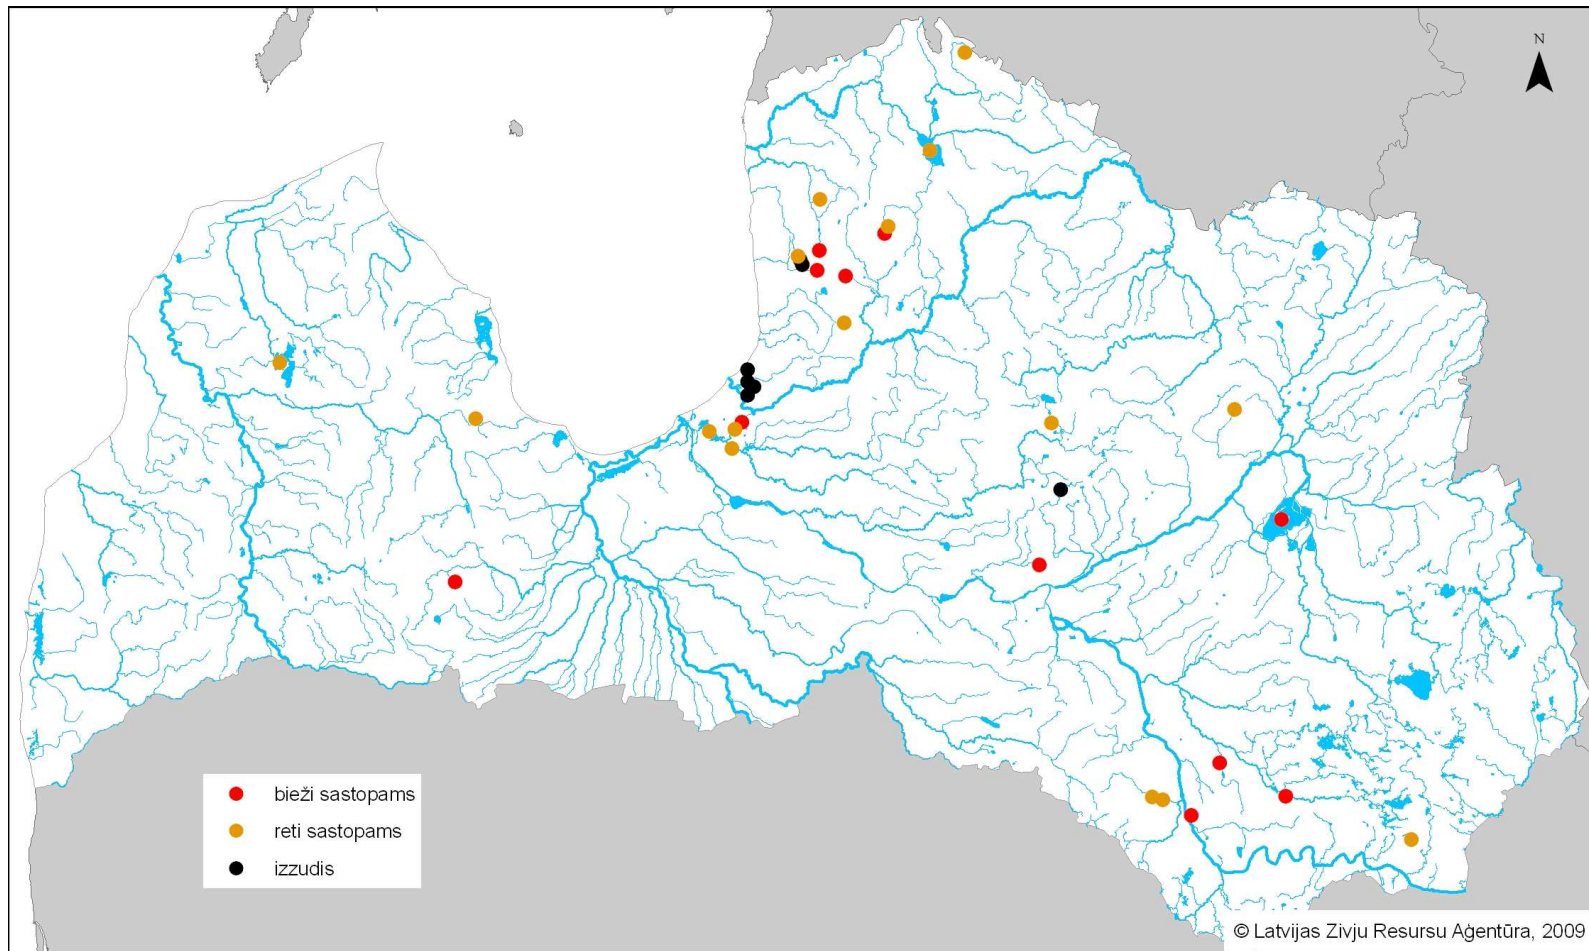 N
bieži sastopams
reti sastopams
izzudis
© Latvijas Zivju Resursu Aģentūra, 2009